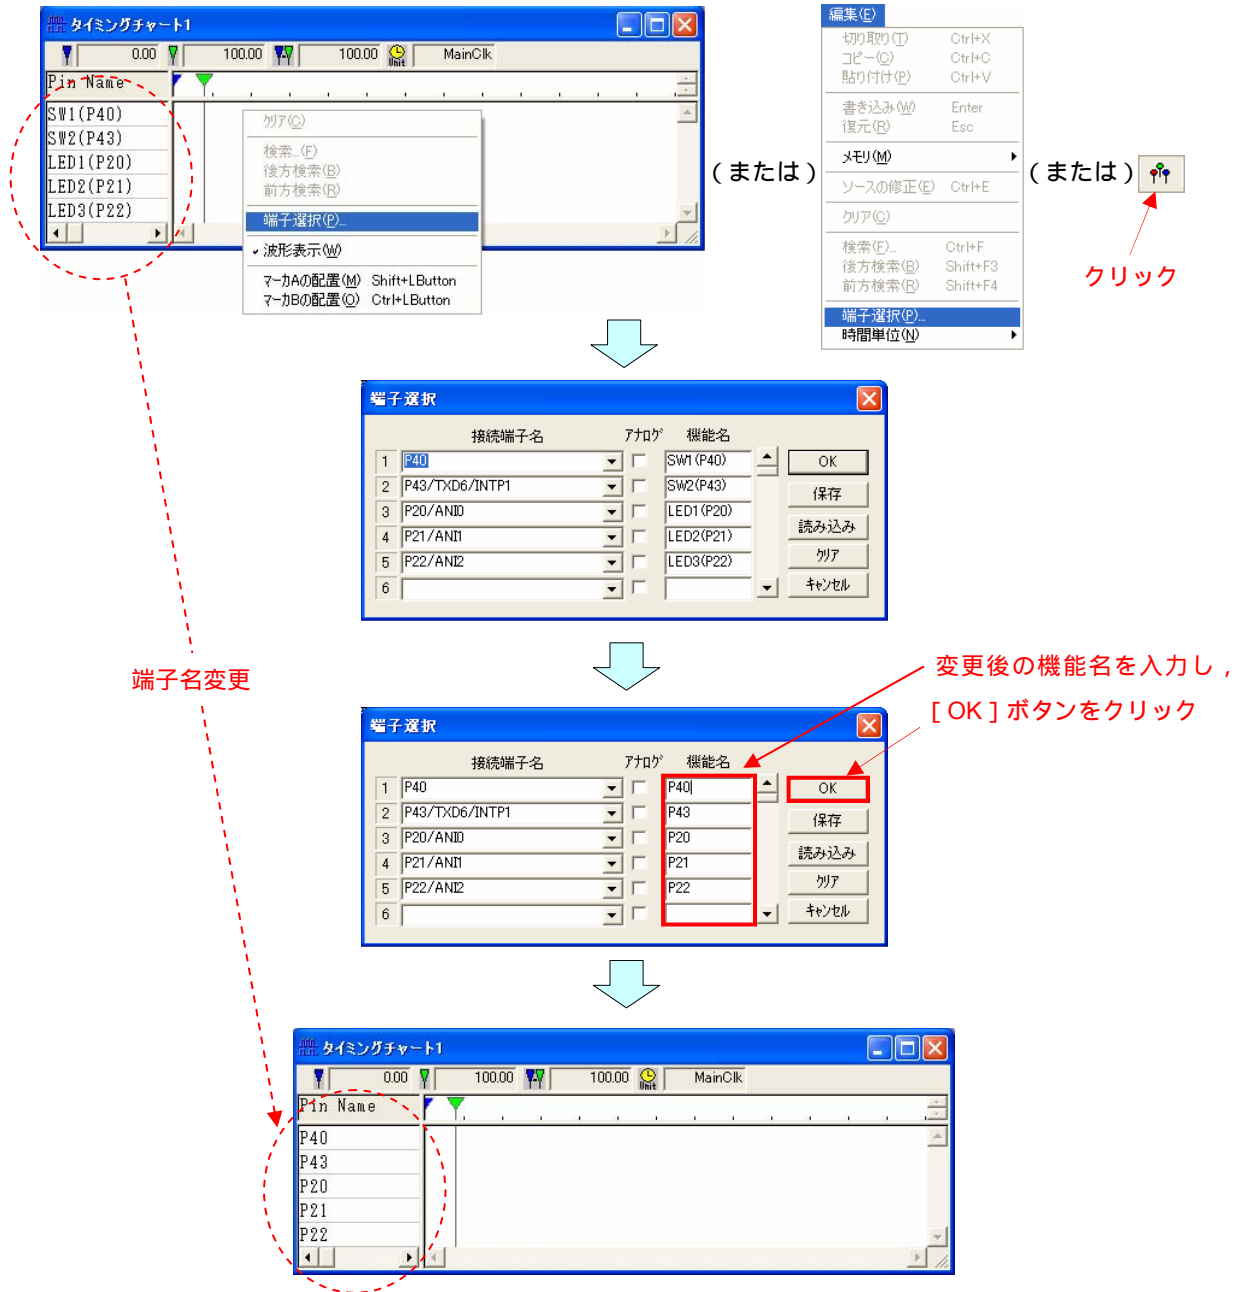 タイミングチャート1
0.00 100.00 100.00 Unit MainClk
Pin Name
SW1(P40)
SW2(P43)
LED1(P20)
LED2(P21)
LED3(P22)
クリア(C)
検索...(F)
後方検索(B)
前方検索(R)
端子選択(P)...
波形表示(W)
マーカAの配置(M) Shift+LButton
マーカBの配置(O) Ctrl+LButton
(または)
編集(E)
切り取り(T) Ctrl+X
コピー(C) Ctrl+C
貼り付け(P) Ctrl+V
書き込み(W) Enter
復元(R) Esc
メモリ(M)
ソースの修正(E) Ctrl+E
クリア(C)
検索(F)... Ctrl+F
後方検索(B) Shift+F3
前方検索(R) Shift+F4
端子選択(P)...
時間単位(N)
(または)
クリック
端子選択
接続端子名 アナログ 機能名
1 P40 SW1(P40) OK
2 P43/TXD6/INTP1 SW2(P43) 保存
3 P20/ANI0 LED1(P20) 読み込み
4 P21/ANI1 LED2(P21) クリア
5 P22/ANI2 LED3(P22) キャンセル
6
端子名変更
変更後の機能名を入力し,
[OK]ボタンをクリック
端子選択
接続端子名 アナログ 機能名
1 P40 P40 OK
2 P43/TXD6/INTP1 P43 保存
3 P20/ANI0 P20 読み込み
4 P21/ANI1 P21 クリア
5 P22/ANI2 P22 キャンセル
6
タイミングチャート1
0.00 100.00 100.00 Unit MainClk
Pin Name
P40
P43
P20
P21
P22